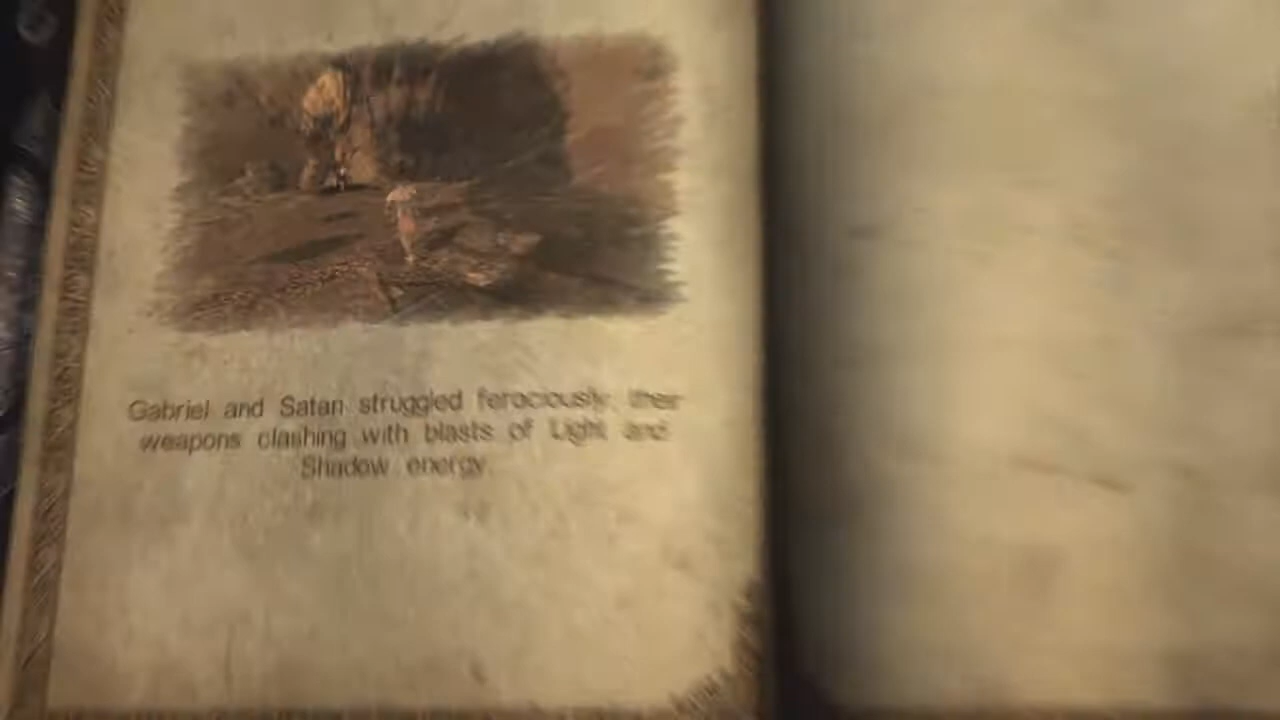 Gabriel and Satan struggled ferociously, their
weapons clashing with blasts of Light and
Shadow energy.